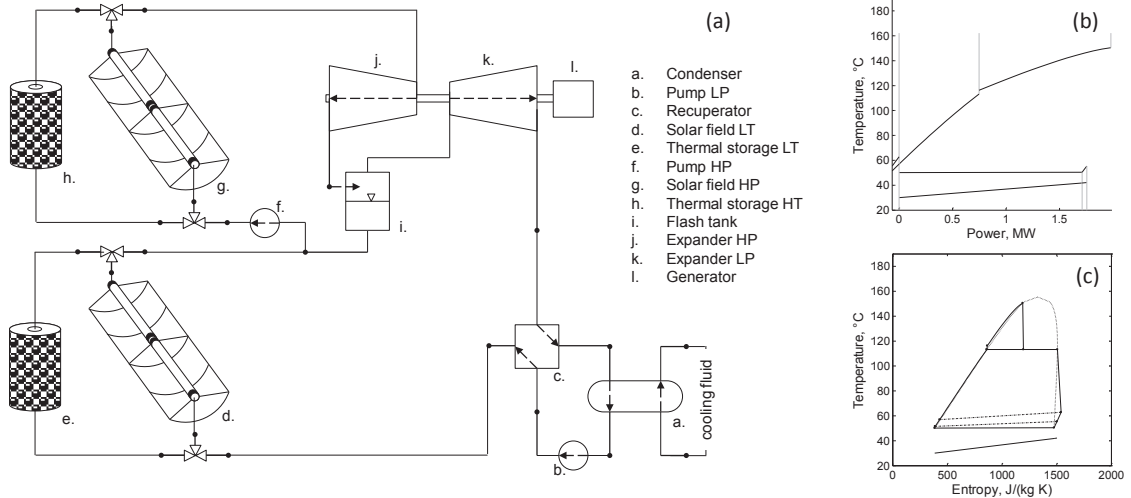 (a)
j.
k.
l.
h.
g.
f.
i.
e.
d.
c.
b.
a.
cooling fluid
a. Condenser
b. Pump LP
c. Recuperator
d. Solar field LT
e. Thermal storage LT
f. Pump HP
g. Solar field HP
h. Thermal storage HT
i. Flash tank
j. Expander HP
k. Expander LP
l. Generator
(b)
Temperature, °C
180
160
140
120
100
80
60
40
20
0 0.5 1 1.5
Power, MW
(c)
Temperature, °C
180
160
140
120
100
80
60
40
20
0 500 1000 1500 2000
Entropy, J/(kg K)